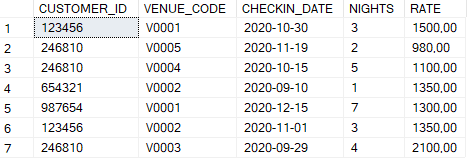 CUSTOMER_ID VENUE_CODE CHECKIN_DATE NIGHTS RATE
1 123456 V0001 2020-10-30 3 1500,00
2 246810 V0005 2020-11-19 2 980,00
3 246810 V0004 2020-10-15 5 1100,00
4 654321 V0002 2020-09-10 1 1350,00
5 987654 V0001 2020-12-15 7 1300,00
6 123456 V0002 2020-11-01 3 1350,00
7 246810 V0003 2020-09-29 4 2100,00